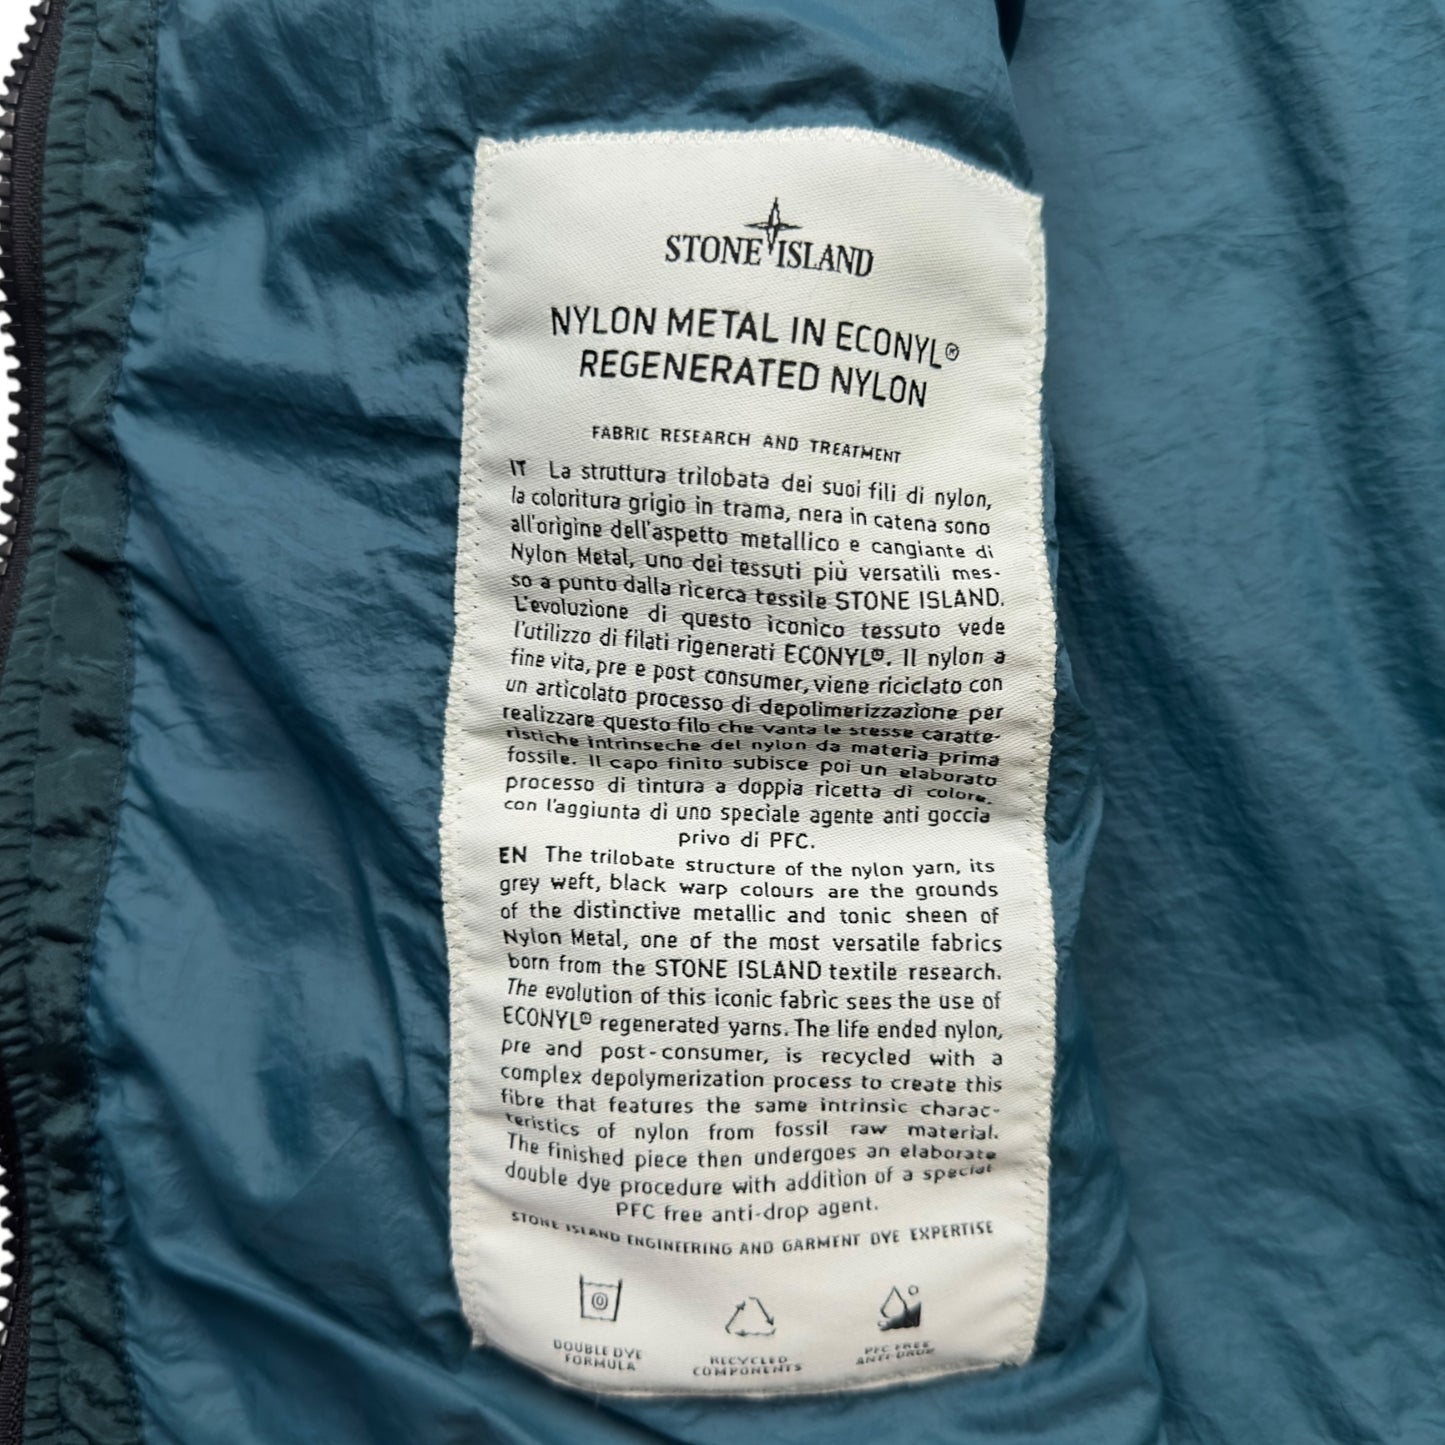 STONE ISLAND
NYLON METAL IN ECONYL®
REGENERATED NYLON
FABRIC RESEARCH AND TREATMENT
IT La struttura trilobata dei suoi fili di nylon,
la coloritura grigio in trama, nera in catena sono
all'origine dell'aspetto metallico e cangiante di
Nylon Metal, uno dei tessuti più versatili mes-
so a punto dalla ricerca tessile STONE ISLAND.
L'evoluzione di questo iconico tessuto vede
l'utilizzo di filati rigenerati ECONYL®. Il nylon a
fine vita, pre e post consumer, viene riciclato con
un articolato processo di depolimerizzazione per
realizzare questo filo che vanta le stesse caratte-
ristiche intrinseche del nylon da materia prima
fossile. Il capo finito subisce poi un elaborato
processo di tintura a doppia ricetta di colore,
con l'aggiunta di uno speciale agente anti goccia
privo di PFC.
EN The trilobate structure of the nylon yarn, its
grey weft, black warp colours are the grounds
of the distinctive metallic and tonic sheen of
Nylon Metal, one of the most versatile fabrics
born from the STONE ISLAND textile research.
The evolution of this iconic fabric sees the use of
ECONYL® regenerated yarns. The life ended nylon,
pre and post-consumer, is recycled with a
complex depolymerization process to create this
fibre that features the same intrinsic charac-
teristics of nylon from fossil raw material.
The finished piece then undergoes an elaborate
double dye procedure with addition of a special
PFC free anti-drop agent.
STONE ISLAND ENGINEERING AND GARMENT DYE EXPERTISE
DOUBLE DYE
FORMULA
RECYCLED
COMPONENTS
PFC FREE
ANTI-DROP